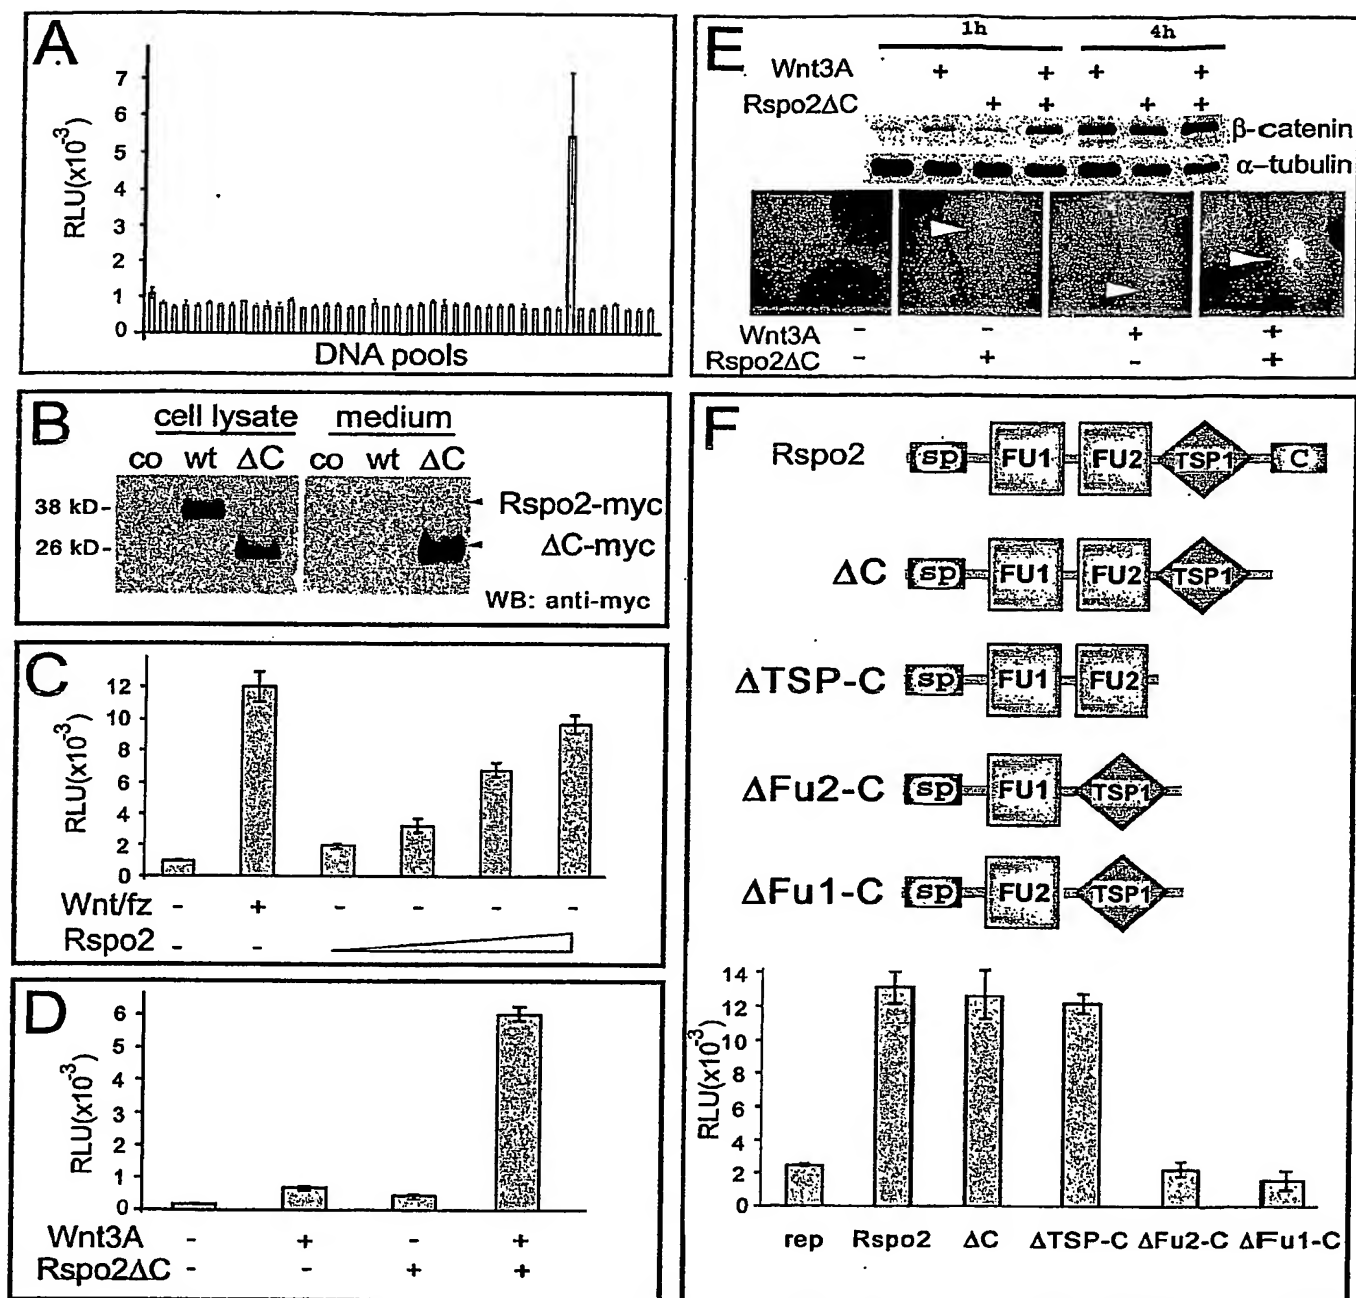 A
RLU(x10-3)
7
6
5
4
3
2
1
0
DNA pools
B
cell lysate medium
co wt ΔC co wt ΔC
38 kD-
26 kD-
Rspo2-myc
ΔC-myc
WB: anti-myc
C
RLU(x10-3)
12
10
8
6
4
2
0
Wnt/fz - + - - - -
Rspo2 - -
D
RLU(x10-3)
6
5
4
3
2
1
0
Wnt3A - + - +
Rspo2ΔC - - + +
E
1h 4h
Wnt3A + + + +
Rspo2ΔC + + + +
β-catenin
α-tubulin
Wnt3A - - + +
Rspo2ΔC - + - +
F
Rspo2 sp FU1 FU2 TSP1 C
ΔC sp FU1 FU2 TSP1
ΔTSP-C sp FU1 FU2
ΔFu2-C sp FU1 TSP1
ΔFu1-C sp FU2 TSP1
RLU(x10-3)
14
12
10
8
6
4
2
0
rep Rspo2 ΔC ΔTSP-C ΔFu2-C ΔFu1-C